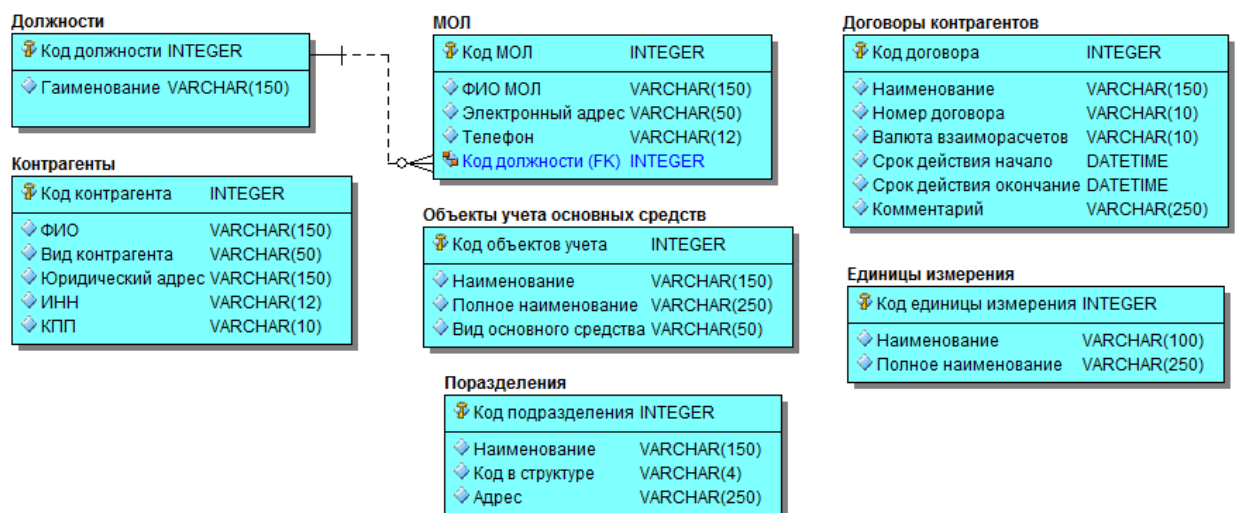 Должности
Код должности INTEGER
Гаименование VARCHAR(150)
МОЛ
Код МОЛ INTEGER
ФИО МОЛ VARCHAR(150)
Электронный адрес VARCHAR(50)
Телефон VARCHAR(12)
Код должности (FK) INTEGER
Договоры контрагентов
Код договора INTEGER
Наименование VARCHAR(150)
Номер договора VARCHAR(10)
Валюта взаиморасчетов VARCHAR(10)
Срок действия начало DATETIME
Срок действия окончание DATETIME
Комментарий VARCHAR(250)
Контрагенты
Код контрагента INTEGER
ФИО VARCHAR(150)
Вид контрагента VARCHAR(50)
Юридический адрес VARCHAR(150)
ИНН VARCHAR(12)
КПП VARCHAR(10)
Объекты учета основных средств
Код объектов учета INTEGER
Наименование VARCHAR(150)
Полное наименование VARCHAR(250)
Вид основного средства VARCHAR(50)
Единицы измерения
Код единицы измерения INTEGER
Наименование VARCHAR(100)
Полное наименование VARCHAR(250)
Поразделения
Код подразделения INTEGER
Наименование VARCHAR(150)
Код в структуре VARCHAR(4)
Адрес VARCHAR(250)